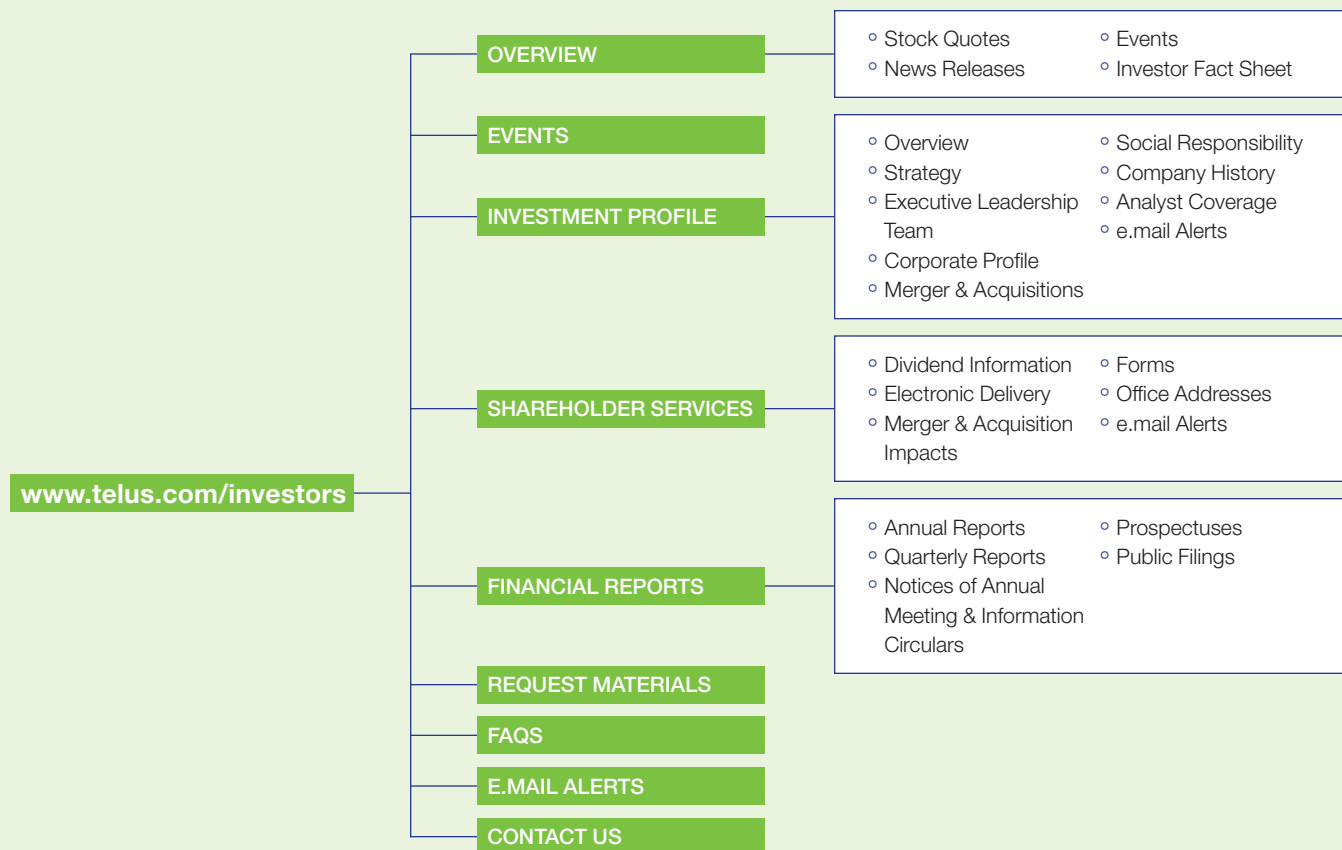 www.telus.com/investors
OVERVIEW
Stock Quotes
News Releases
Events
Investor Fact Sheet
EVENTS
INVESTMENT PROFILE
Overview
Strategy
Executive Leadership
Team
Corporate Profile
Merger & Acquisitions
Social Responsibility
Company History
Analyst Coverage
e.mail Alerts
SHAREHOLDER SERVICES
Dividend Information
Electronic Delivery
Merger & Acquisition
Impacts
Forms
Office Addresses
e.mail Alerts
FINANCIAL REPORTS
Annual Reports
Quarterly Reports
Notices of Annual
Meeting & Information
Circulars
Prospectuses
Public Filings
REQUEST MATERIALS
FAQS
E.MAIL ALERTS
CONTACT US